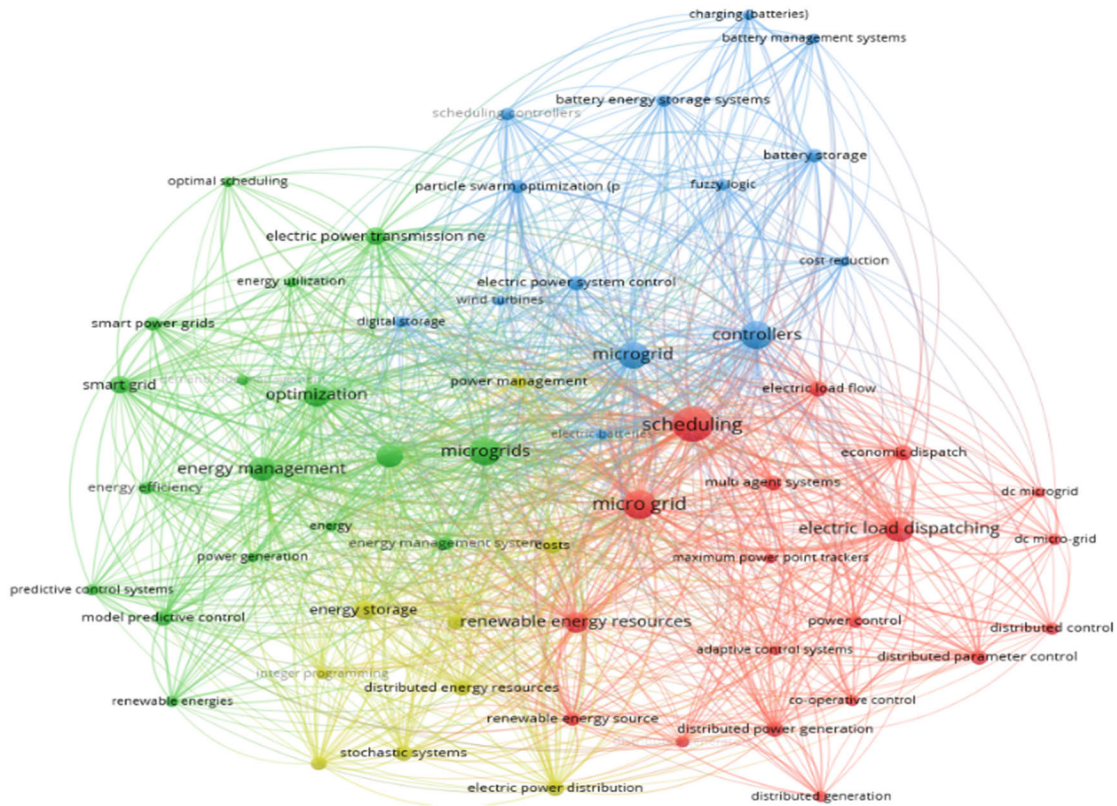 charging (batteries)
battery management systems
battery energy storage systems
scheduling controllers
battery storage
optimal scheduling
particle swarm optimization (p
fuzzy logic
electric power transmission ne
cost reduction
energy utilization
electric power system control
wind turbines
smart power grids
digital storage
controllers
microgrid
power management
smart grid
electric load flow
optimization
scheduling
electric batteries
microgrids
economic dispatch
energy management
multi agent systems
energy efficiency
dc microgrid
micro grid
energy
electric load dispatching
dc micro-grid
energy management system
costs
power generation
maximum power point trackers
predictive control systems
energy storage
model predictive control
renewable energy resources
power control
distributed control
adaptive control systems
distributed parameter control
integer programming
distributed energy resources
renewable energies
co-operative control
renewable energy source
distributed power generation
stochastic systems
electric power distribution
distributed generation